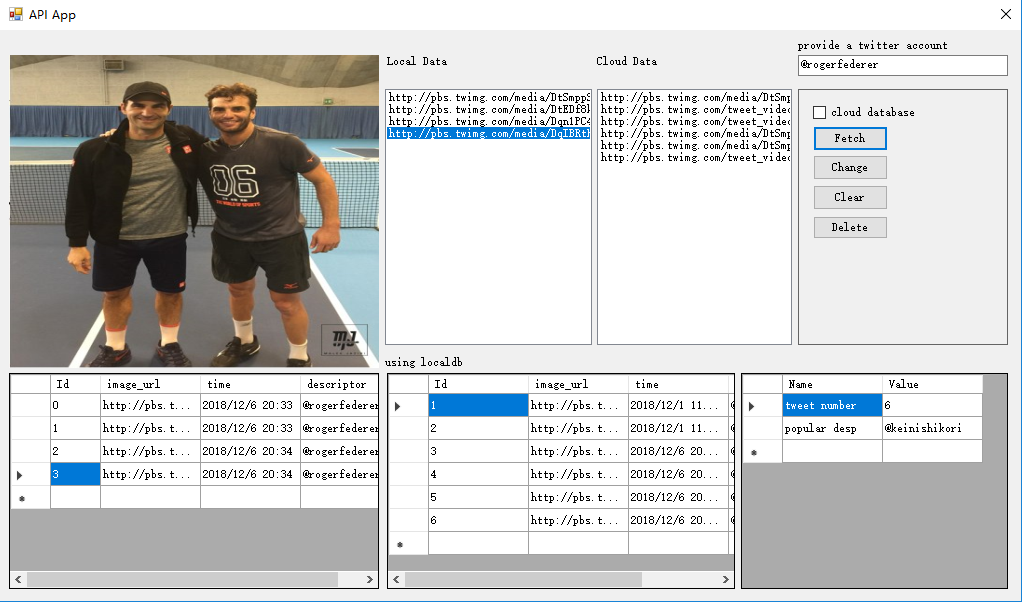 API App
provide a twitter account
Local Data
Cloud Data
@rogerfederer
http://pbs.twimg.com/media/DtSmpp
http://pbs.twimg.com/media/DtEDf8
http://pbs.twimg.com/media/Dqn1PC4
http://pbs.twimg.com/media/DqIBRt
http://pbs.twimg.com/media/DtSmp
http://pbs.twimg.com/tweet_video
http://pbs.twimg.com/tweet_video
http://pbs.twimg.com/media/DtSmp
http://pbs.twimg.com/media/DtSmp
http://pbs.twimg.com/tweet_video
cloud database
Fetch
Change
Clear
Delete
06
THE WORLD OF SPORTS
using localdb
Id image_url time descriptor
0 http://pbs.t... 2018/12/6 20:33 @rogerfederer
1 http://pbs.t... 2018/12/6 20:33 @rogerfederer
2 http://pbs.t... 2018/12/6 20:34 @rogerfederer
3 http://pbs.t... 2018/12/6 20:34 @rogerfederer
Id image_url time
1 http://pbs.t... 2018/12/1 11... @
2 http://pbs.t... 2018/12/1 11... @
3 http://pbs.t... 2018/12/6 20... @
4 http://pbs.t... 2018/12/6 20... @
5 http://pbs.t... 2018/12/6 20... @
6 http://pbs.t... 2018/12/6 20... @
Name Value
tweet number 6
popular desp @keinishikori